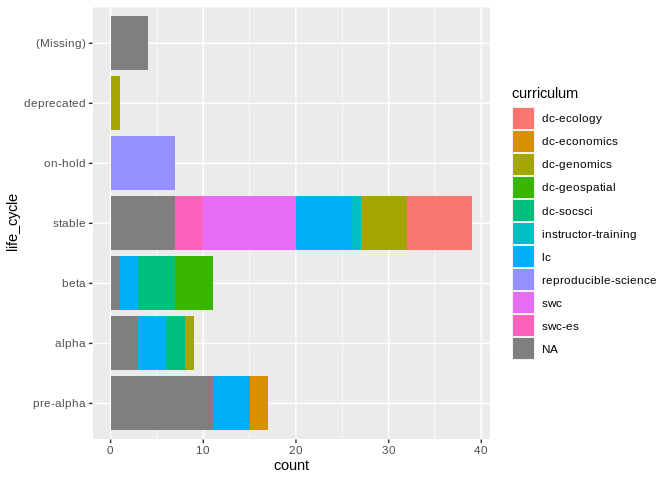 (Missing)
deprecated
on-hold
stable
beta
alpha
pre-alpha
life_cycle
0
10
20
30
40
count
curriculum
dc-ecology
dc-economics
dc-genomics
dc-geospatial
dc-socsci
instructor-training
lc
reproducible-science
swc
swc-es
NA